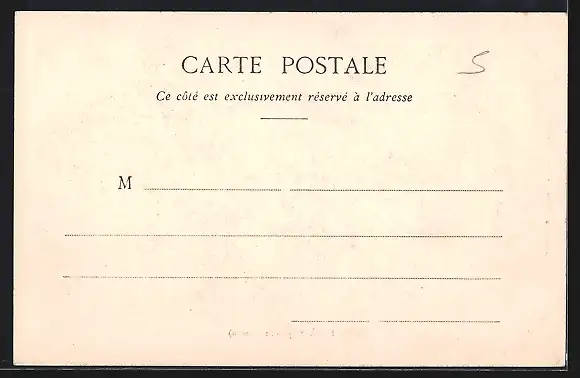 CARTE POSTALE
5
Ce côté est exclusivement réservé à l'adresse
M